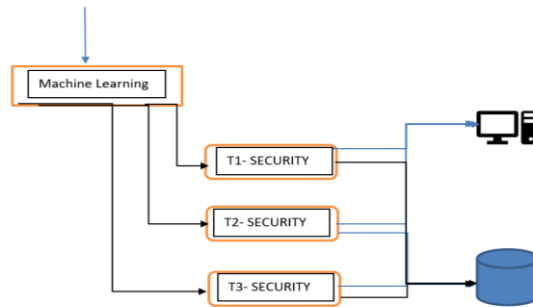 Machine Learning
T1- SECURITY
T2- SECURITY
T3- SECURITY